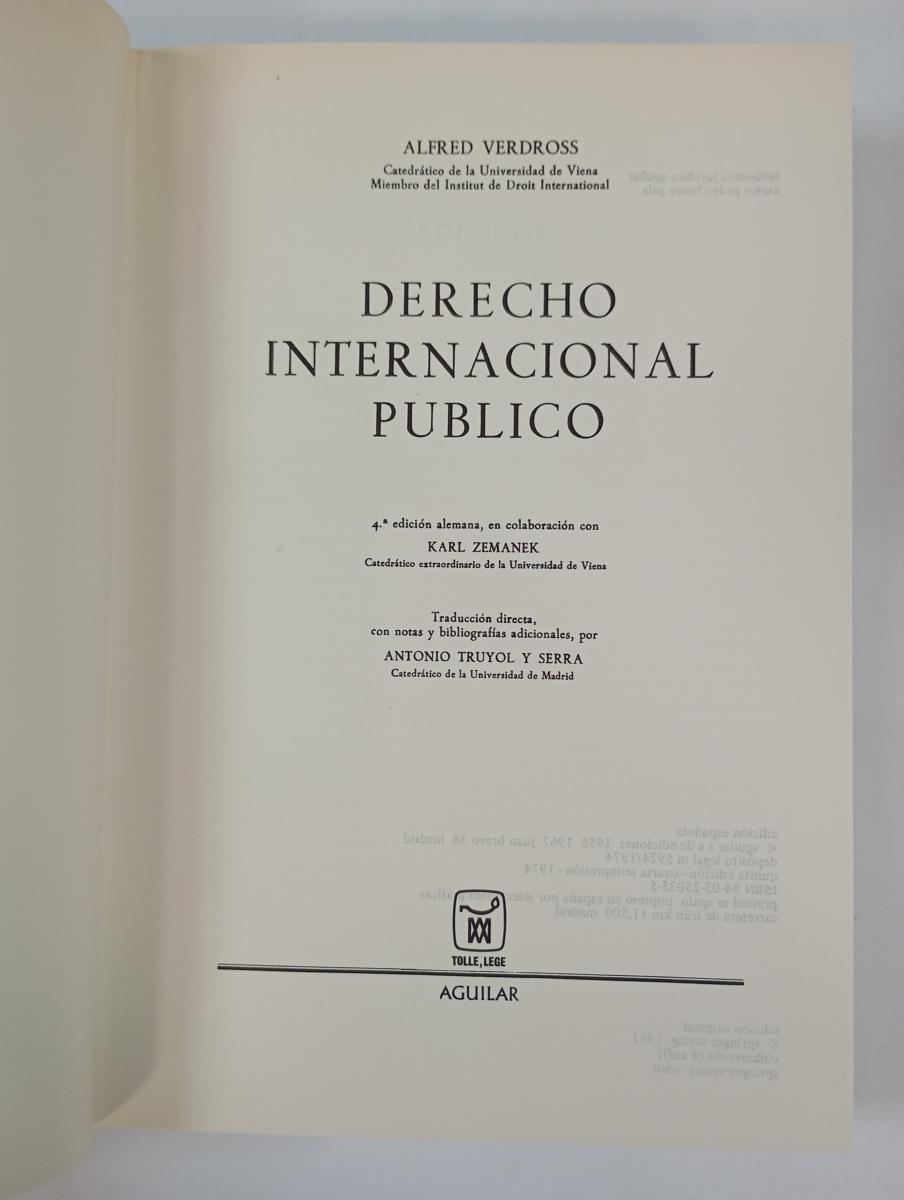 ALFRED VERDROSS
Catedrático de la Universidad de Viena
Miembro del Institut de Droit International
PROLOGOS
DERECHO
INTERNACIONAL
PUBLICO
4.ª edición alemana, en colaboración con
KARL ZEMANEK
Catedrático extraordinario de la Universidad de Viena
Traducción directa,
con notas y bibliografías adicionales, por
ANTONIO TRUYOL Y SERRA
Catedrático de la Universidad de Madrid
TOLLE, LEGE
AGUILAR